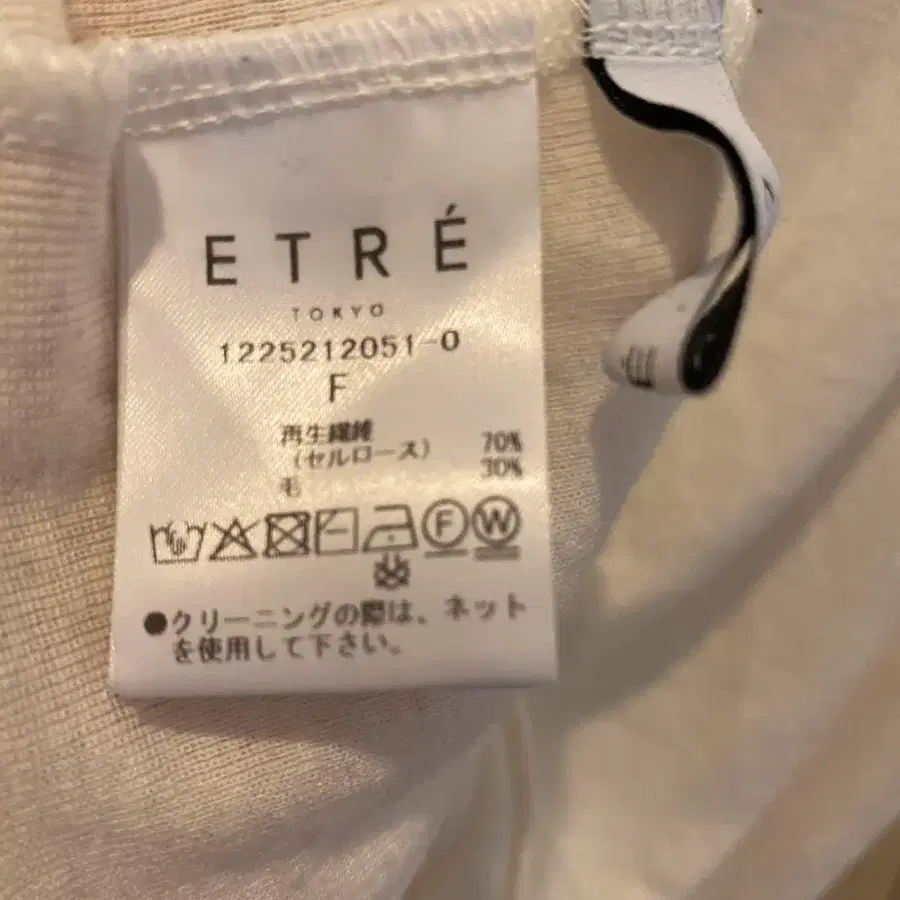 ETRÉ
TOKYO
1225212051-0
F
再生繊維
(セルロース) 70%
毛 30%
F W
●クリーニングの際は、ネット
を使用して下さい。